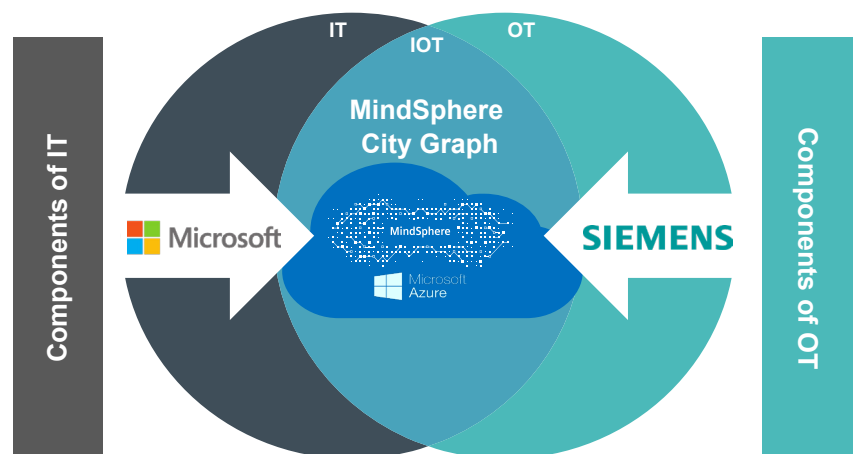 IT
IOT
OT
MindSphere
City Graph
Components of IT
Microsoft
MindSphere
Microsoft
Azure
SIEMENS
Components of OT